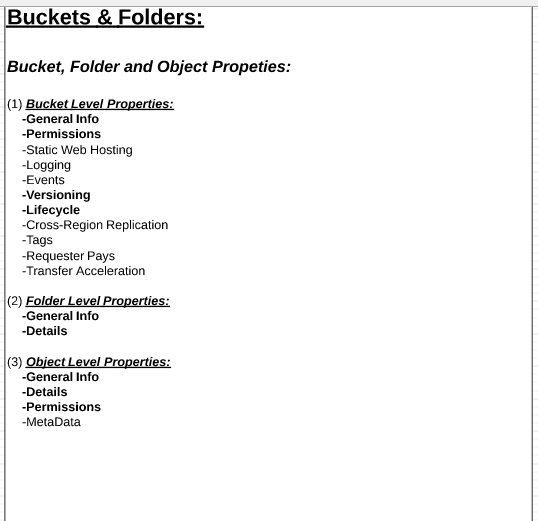 Buckets & Folders:
Bucket, Folder and Object Propeties:
(1) Bucket Level Properties:
-General Info
-Permissions
-Static Web Hosting
-Logging
-Events
-Versioning
-Lifecycle
-Cross-Region Replication
-Tags
-Requester Pays
-Transfer Acceleration
(2) Folder Level Properties:
-General Info
-Details
(3) Object Level Properties:
-General Info
-Details
-Permissions
-MetaData